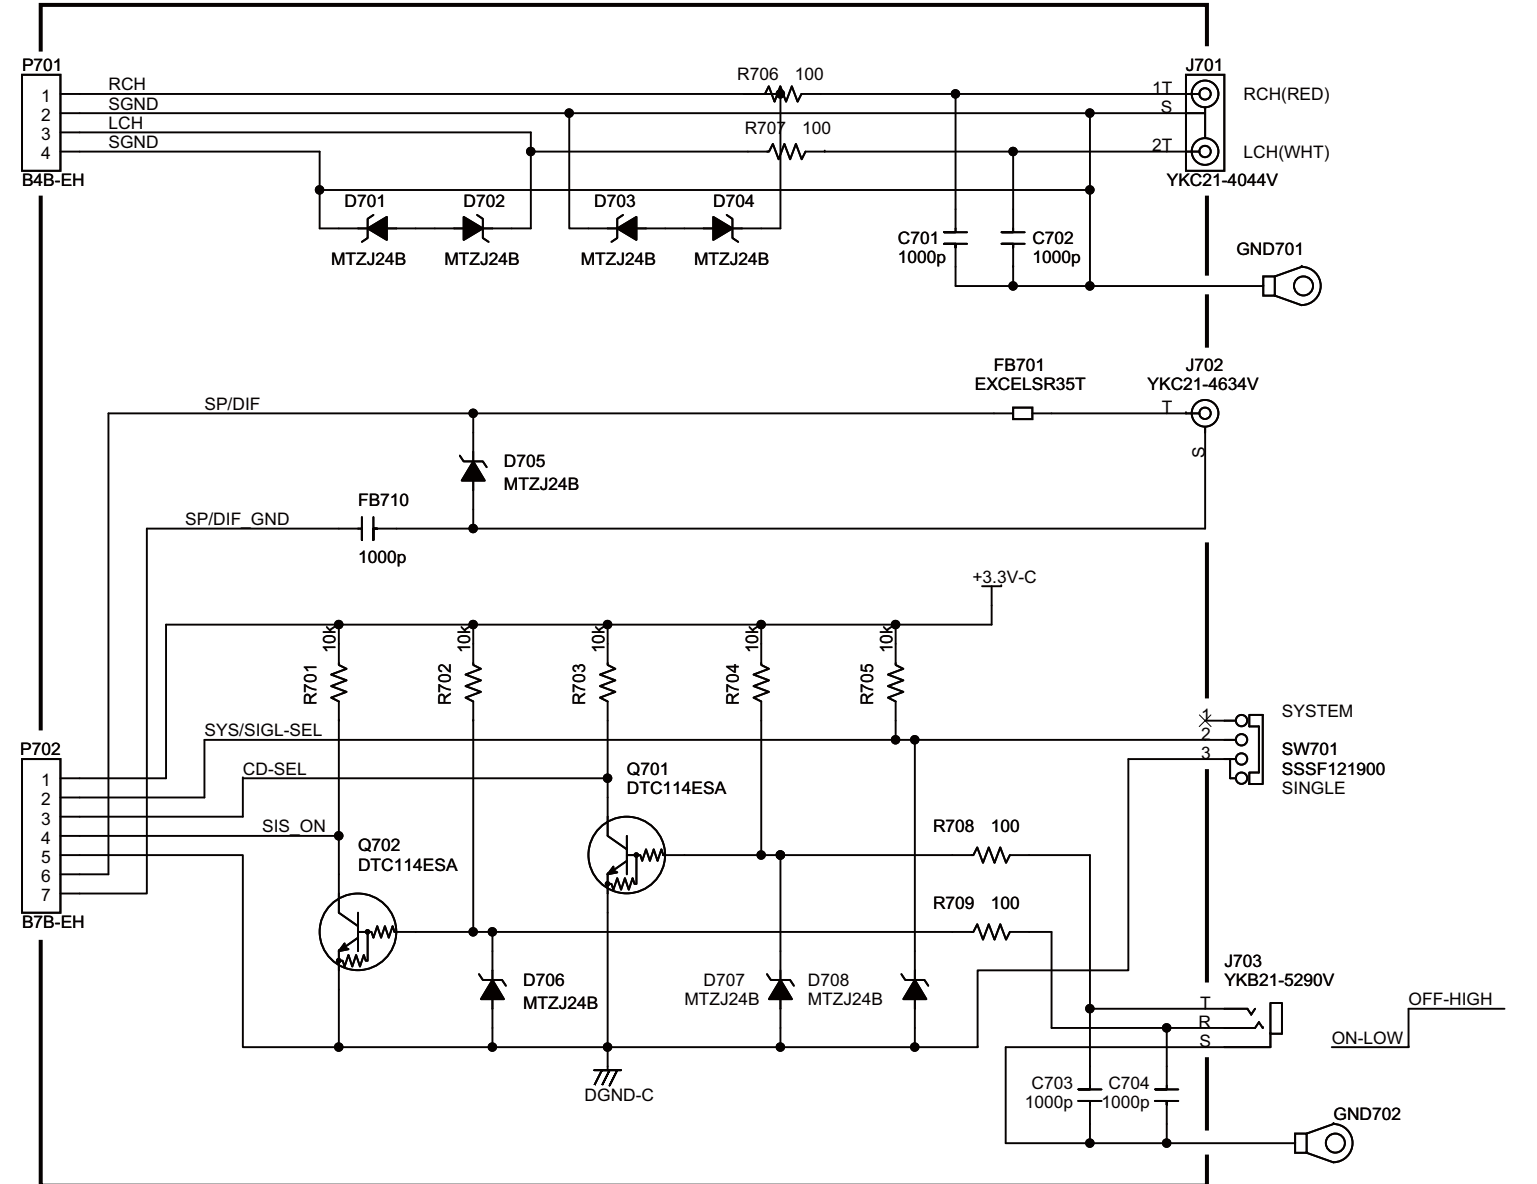 P701
1
2
3
4
B4B-EH
RCH
SGND
LCH
SGND
R706 100
R707 100
1T
S
2T
J701
RCH(RED)
LCH(WHT)
YKC21-4044V
D701
MTZJ24B
D702
MTZJ24B
D703
MTZJ24B
D704
MTZJ24B
C701
1000p
C702
1000p
GND701
SP/DIF
FB701
EXCELSR35T
J702
YKC21-4634V
T
S
D705
MTZJ24B
FB710
1000p
SP/DIF_GND
+3.3V-C
10k
R701
10k
R702
10k
R703
10k
R704
10k
R705
SYS/SIGL-SEL
CD-SEL
SIS_ON
P702
1
2
3
4
5
6
7
B7B-EH
1
2
3
SYSTEM
SW701
SSSF121900
SINGLE
Q701
DTC114ESA
Q702
DTC114ESA
R708 100
R709 100
D706
MTZJ24B
D707
MTZJ24B
D708
MTZJ24B
DGND-C
J703
YKB21-5290V
T
R
S
OFF-HIGH
ON-LOW
C703
1000p
C704
1000p
GND702